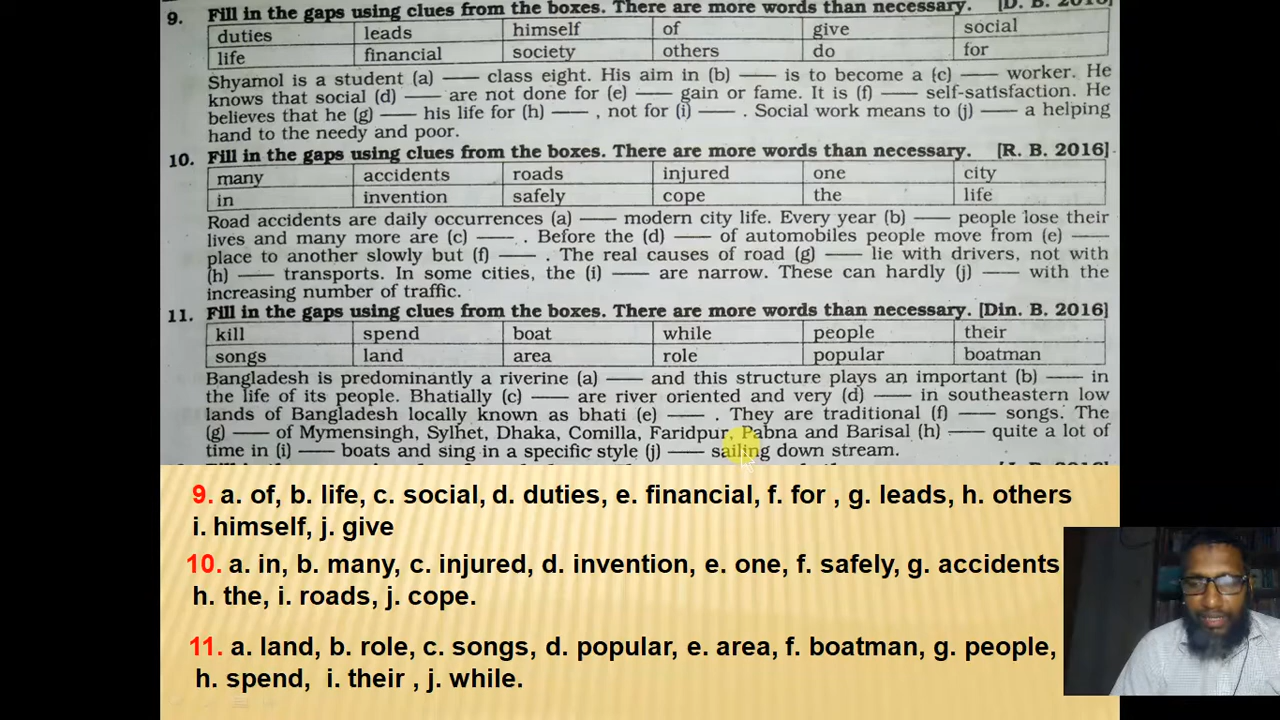 9. Fill in the gaps using clues from the boxes. There are more words than necessary. [D. B. 2016]
duties leads himself of give social
life financial society others do for
Shyamol is a student (a) —— class eight. His aim in (b) —— is to become a (c) —— worker. He
knows that social (d) —— are not done for (e) —— gain or fame. It is (f) —— self-satisfaction. He
believes that he (g) —— his life for (h) —— , not for (i) —— . Social work means to (j) —— a helping
hand to the needy and poor.
10. Fill in the gaps using clues from the boxes. There are more words than necessary. [R. B. 2016]
many accidents roads injured one city
in invention safely cope the life
Road accidents are daily occurrences (a) —— modern city life. Every year (b) —— people lose their
lives and many more are (c) —— . Before the (d) —— of automobiles people move from (e) ——
place to another slowly but (f) —— . The real causes of road (g) —— lie with drivers, not with
(h) —— transports. In some cities, the (i) —— are narrow. These can hardly (j) —— with the
increasing number of traffic.
11. Fill in the gaps using clues from the boxes. There are more words than necessary. [Din. B. 2016]
kill spend boat while people their
songs land area role popular boatman
Bangladesh is predominantly a riverine (a) —— and this structure plays an important (b) —— in
the life of its people. Bhatially (c) —— are river oriented and very (d) —— in southeastern low
lands of Bangladesh locally known as bhati (e) —— . They are traditional (f) —— songs. The
(g) —— of Mymensingh, Sylhet, Dhaka, Comilla, Faridpur, Pabna and Barisal (h) —— quite a lot of
time in (i) —— boats and sing in a specific style (j) —— sailing down stream.
9. a. of, b. life, c. social, d. duties, e. financial, f. for , g. leads, h. others
i. himself, j. give
10. a. in, b. many, c. injured, d. invention, e. one, f. safely, g. accidents
h. the, i. roads, j. cope.
11. a. land, b. role, c. songs, d. popular, e. area, f. boatman, g. people,
h. spend, i. their , j. while.